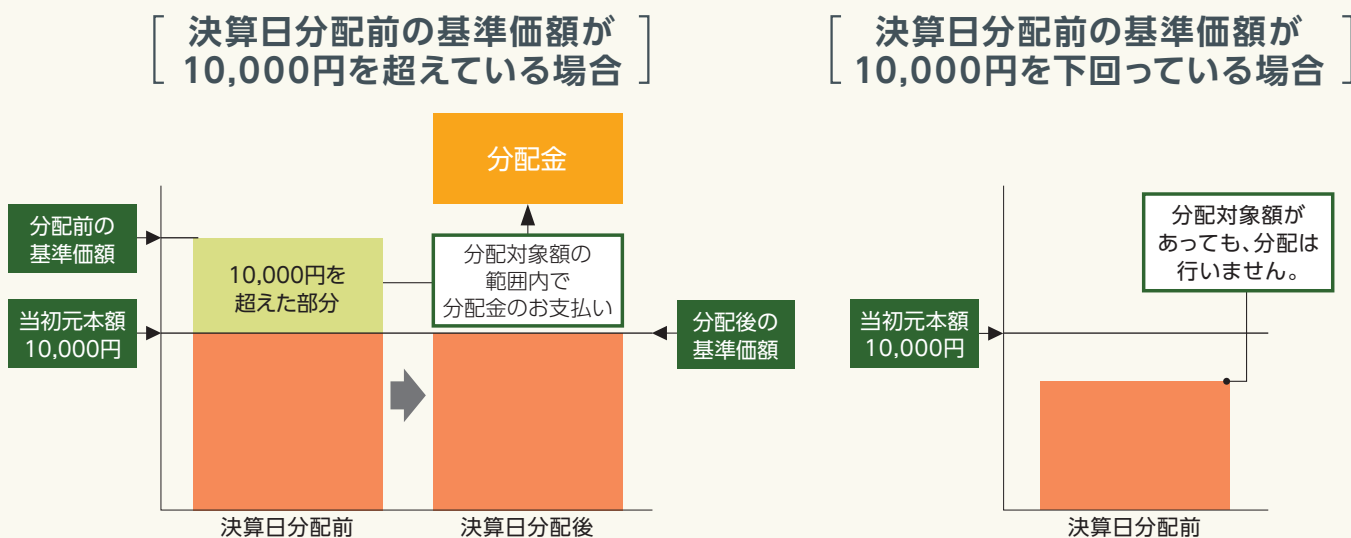 決算日分配前の基準価額が
10,000円を超えている場合
分配金
分配前の
基準価額
10,000円を
超えた部分
分配対象額の
範囲内で
分配金のお支払い
当初元本額
10,000円
分配後の
基準価額
決算日分配前
決算日分配後
決算日分配前の基準価額が
10,000円を下回っている場合
分配対象額が
あっても、分配は
行いません。
当初元本額
10,000円
決算日分配前